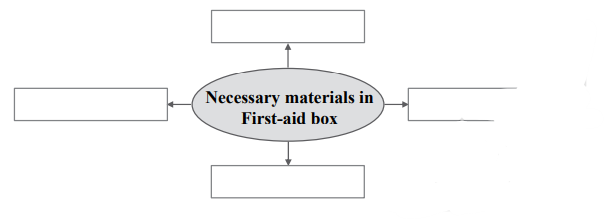 Necessary materials in
First-aid box